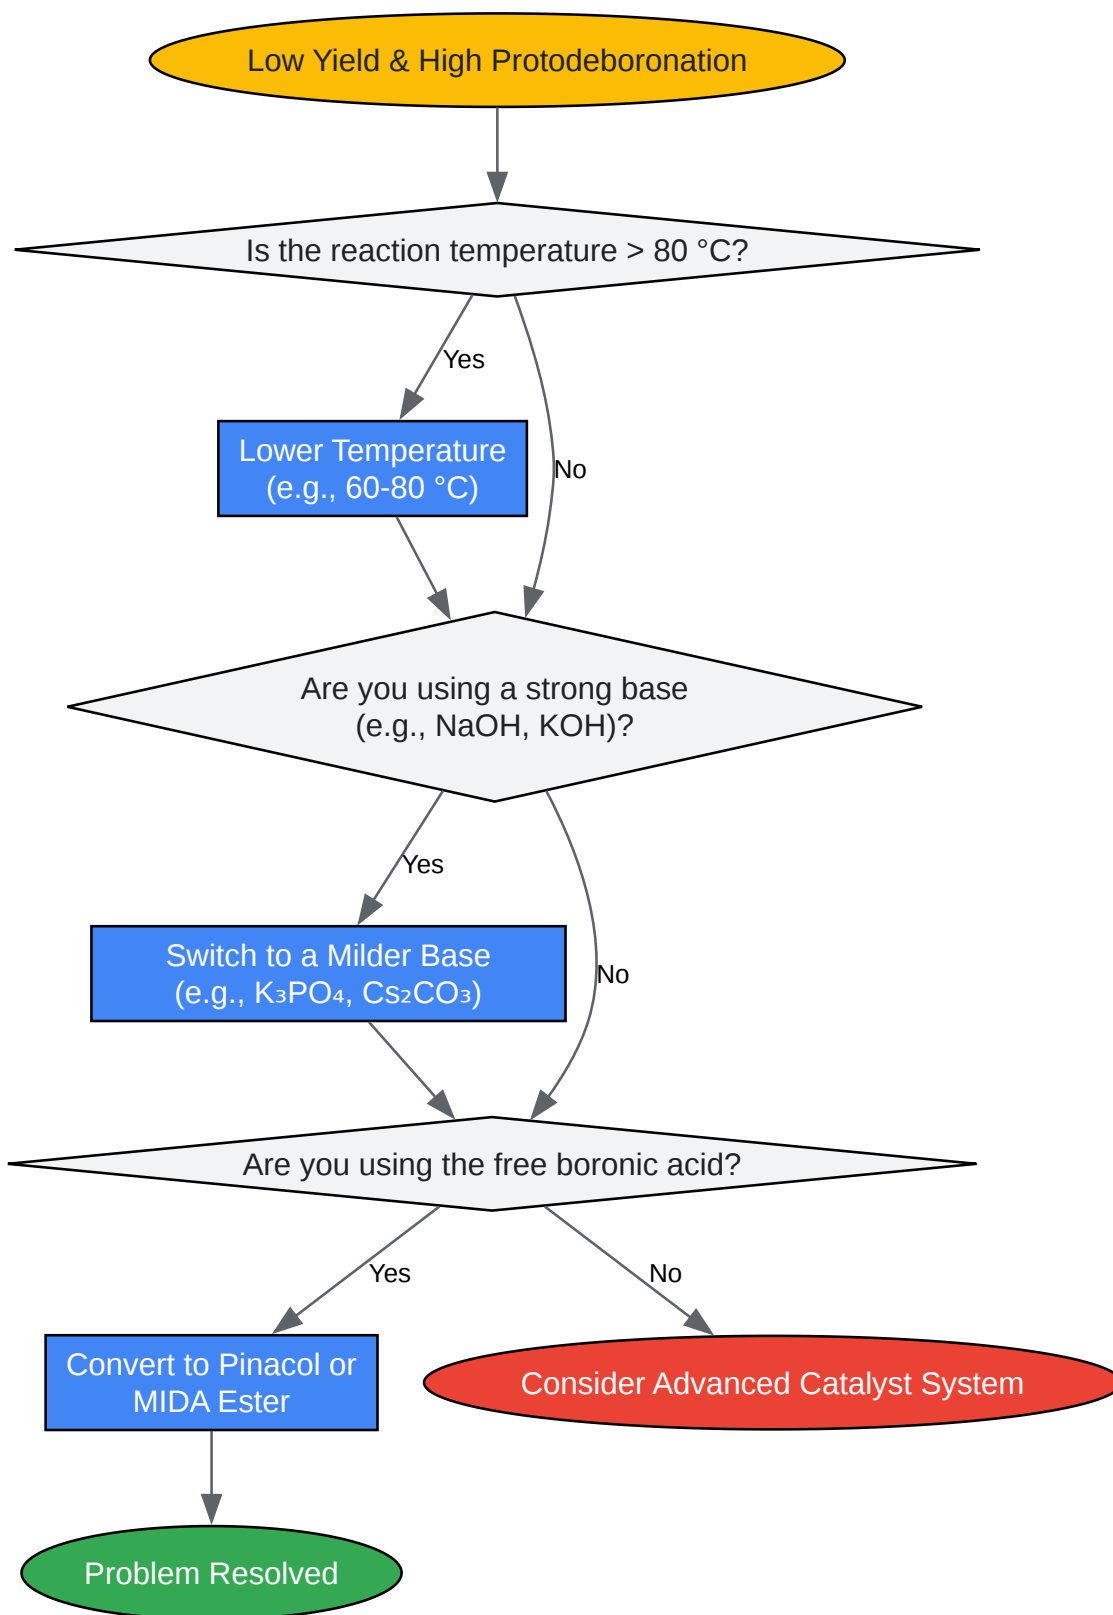 Low Yield & High Protodeboronation
Is the reaction temperature > 80 °C?
Yes
Lower Temperature
(e.g., 60-80 °C)
No
Are you using a strong base
(e.g., NaOH, KOH)?
Yes
Switch to a Milder Base
(e.g., K₃PO₄, Cs₂CO₃)
No
Are you using the free boronic acid?
Yes
No
Convert to Pinacol or
MIDA Ester
Consider Advanced Catalyst System
Problem Resolved